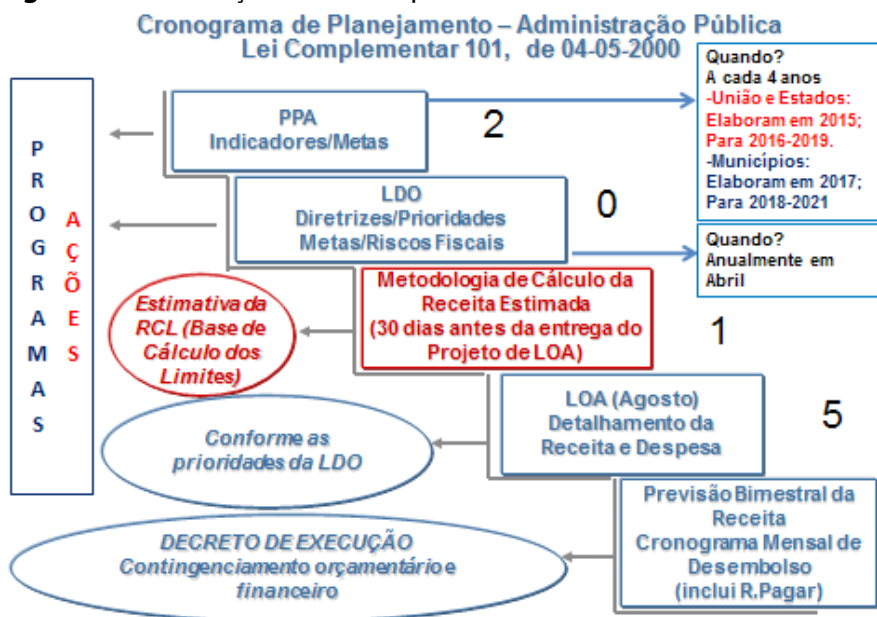 Cronograma de Planejamento – Administração Pública
Lei Complementar 101, de 04-05-2000
Quando?
A cada 4 anos
-União e Estados:
Elaboram em 2015;
Para 2016-2019.
-Municípios:
Elaboram em 2017;
Para 2018-2021
PPA
Indicadores/Metas
2
PROGRAMAS
AÇÕES
LDO
Diretrizes/Prioridades
Metas/Riscos Fiscais
0
Quando?
Anualmente em
Abril
Metodologia de Cálculo da
Receita Estimada
(30 dias antes da entrega do
Projeto de LOA)
1
Estimativa da
RCL (Base de
Cálculo dos
Limites)
LOA (Agosto)
Detalhamento da
Receita e Despesa
5
Conforme as
prioridades da LDO
Previsão Bimestral da
Receita
Cronograma Mensal de
Desembolso
(inclui R.Pagar)
DECRETO DE EXECUÇÃO
Contingenciamento orçamentário e
financeiro